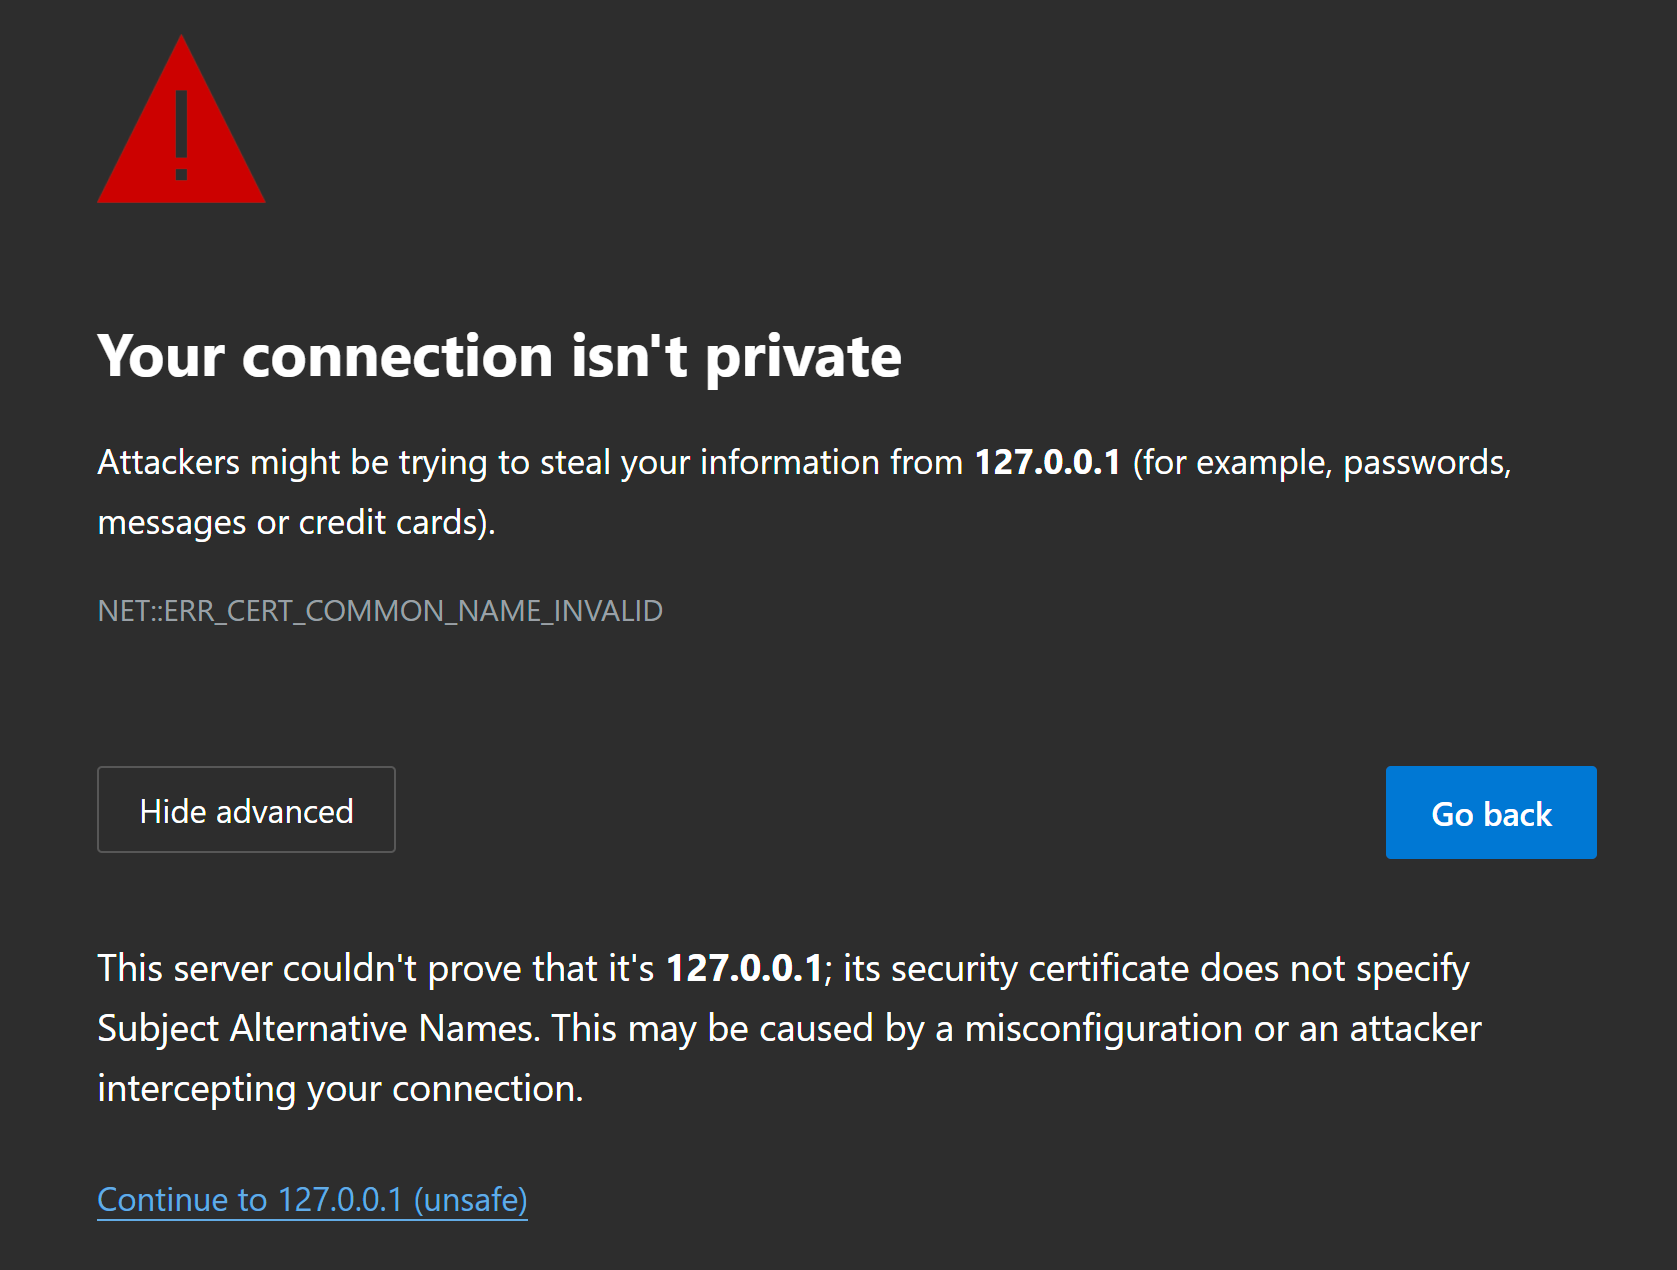 Your connection isn't private
Attackers might be trying to steal your information from 127.0.0.1 (for example, passwords,
messages or credit cards).
NET::ERR_CERT_COMMON_NAME_INVALID
Hide advanced
Go back
This server couldn't prove that it's 127.0.0.1; its security certificate does not specify
Subject Alternative Names. This may be caused by a misconfiguration or an attacker
intercepting your connection.
Continue to 127.0.0.1 (unsafe)